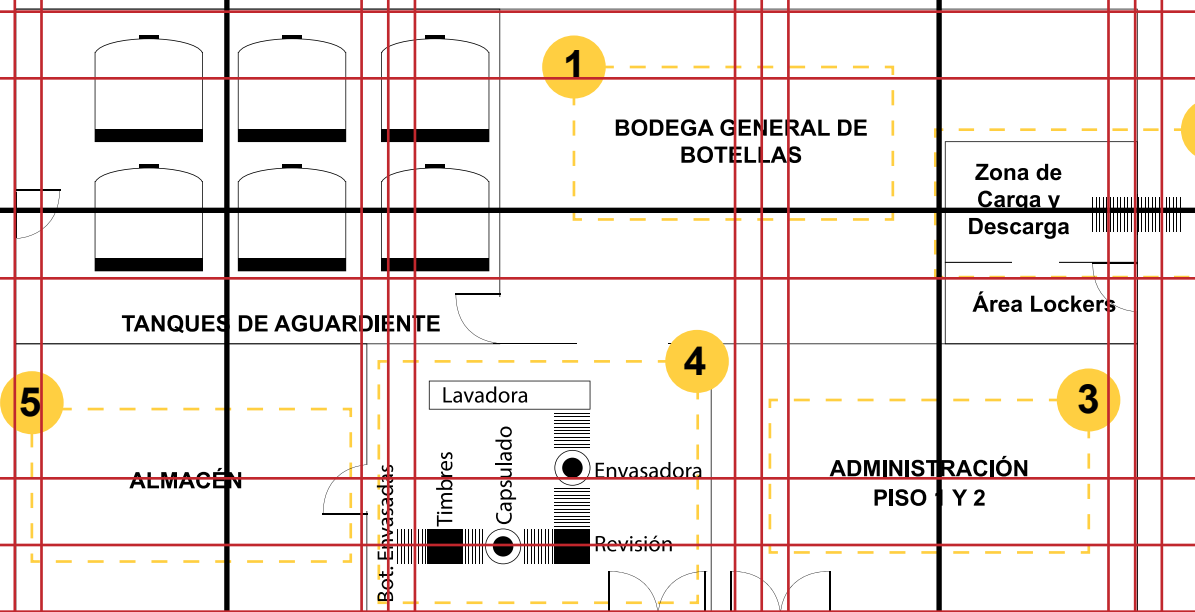 1
BODEGA GENERAL DE
BOTELLAS
Zona de
Carga y
Descarga
Área Lockers
TANQUES DE AGUARDIENTE
4
5
3
Lavadora
ALMACÉN
Bot. Envasadas
Timbres
Capsulado
Envasadora
Revisión
ADMINISTRACIÓN
PISO 1 Y 2